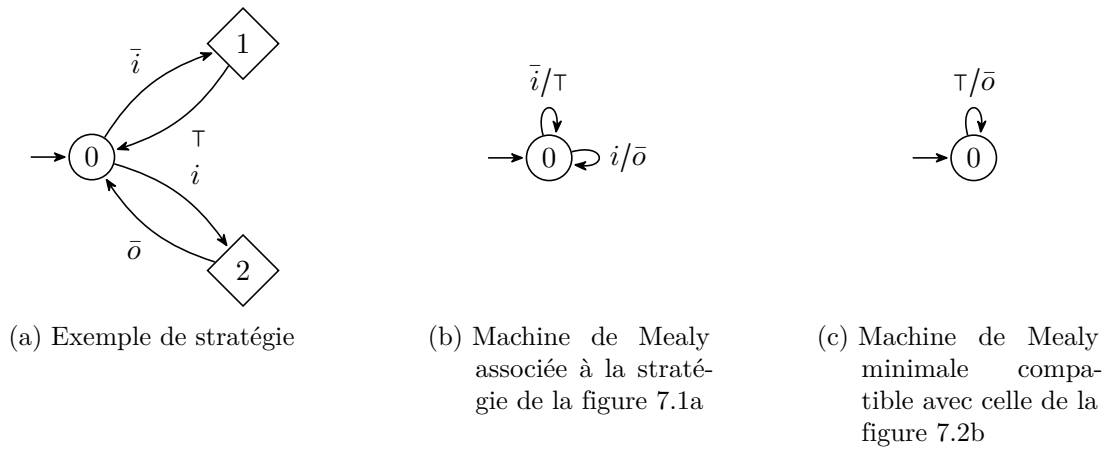 1
i̅
⊤
0
i
o̅
2
i̅/⊤
0
i/o̅
⊤/o̅
0
(a) Exemple de stratégie
(b) Machine de Mealy
associée à la straté-
gie de la figure 7.1a
(c) Machine de Mealy
minimale compa-
tible avec celle de la
figure 7.2b